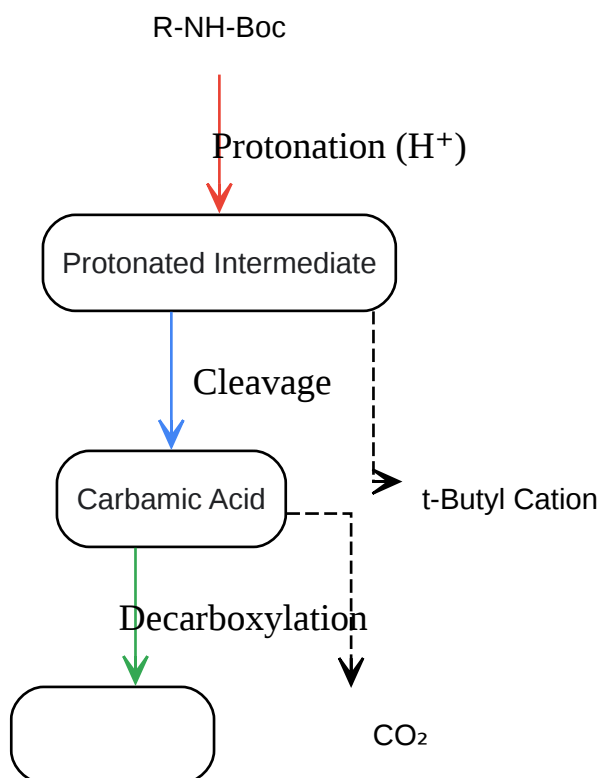 R-NH-Boc
Protonation (H⁺)
Protonated Intermediate
Cleavage
Carbamic Acid
t-Butyl Cation
Decarboxylation
CO₂